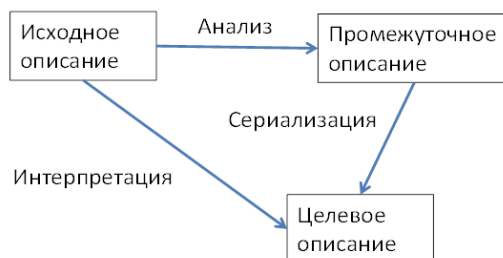 Исходное
описание
Анализ
Промежуточное
описание
Сериализация
Интерпретация
Целевое
описание